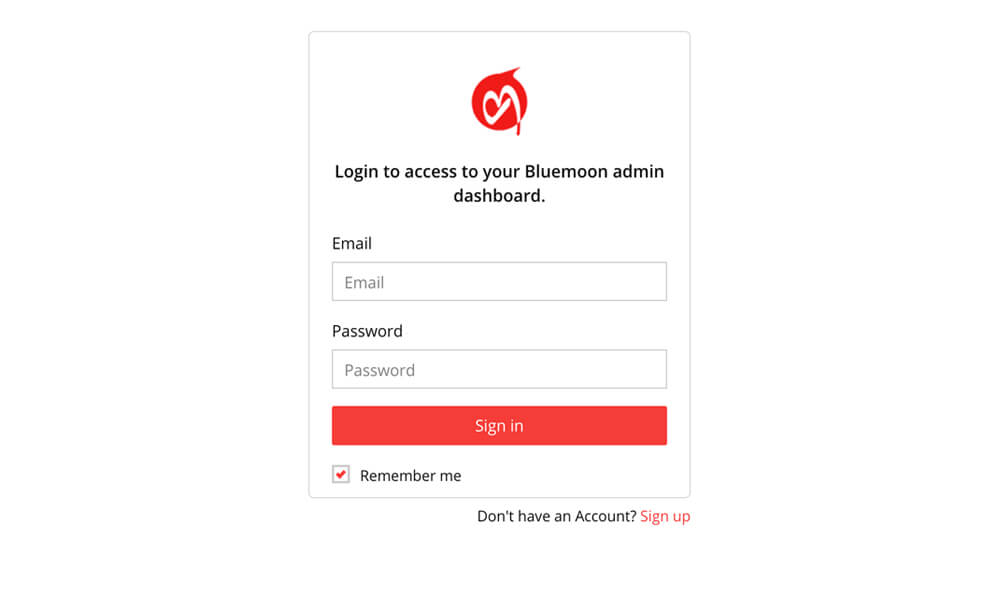 Login to access to your Bluemoon admin
dashboard.
Email
Email
Password
Password
Sign in
Remember me
Don't have an Account? Sign up